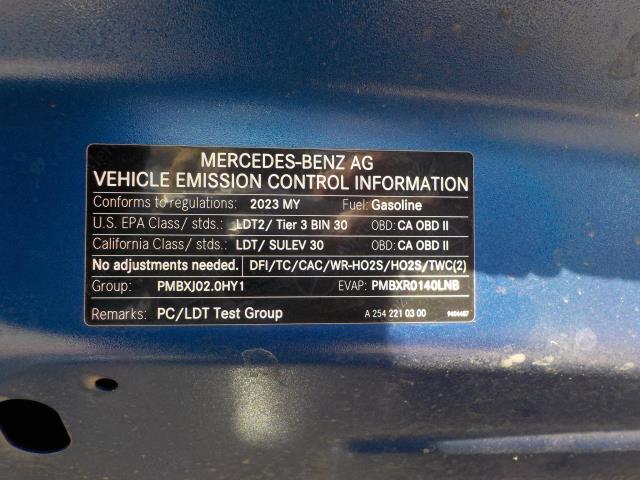 MERCEDES-BENZ AG
VEHICLE EMISSION CONTROL INFORMATION
Conforms to regulations: 2023 MY Fuel: Gasoline
U.S. EPA Class/ stds.: LDT2/ Tier 3 BIN 30 OBD: CA OBD II
California Class/ stds.: LDT/ SULEV 30 OBD: CA OBD II
No adjustments needed. DFI/TC/CAC/WR-HO2S/HO2S/TWC(2)
Group: PMBXJ02.0HY1 EVAP: PMBXR0140LNB
Remarks: PC/LDT Test Group A 254 221 03 00